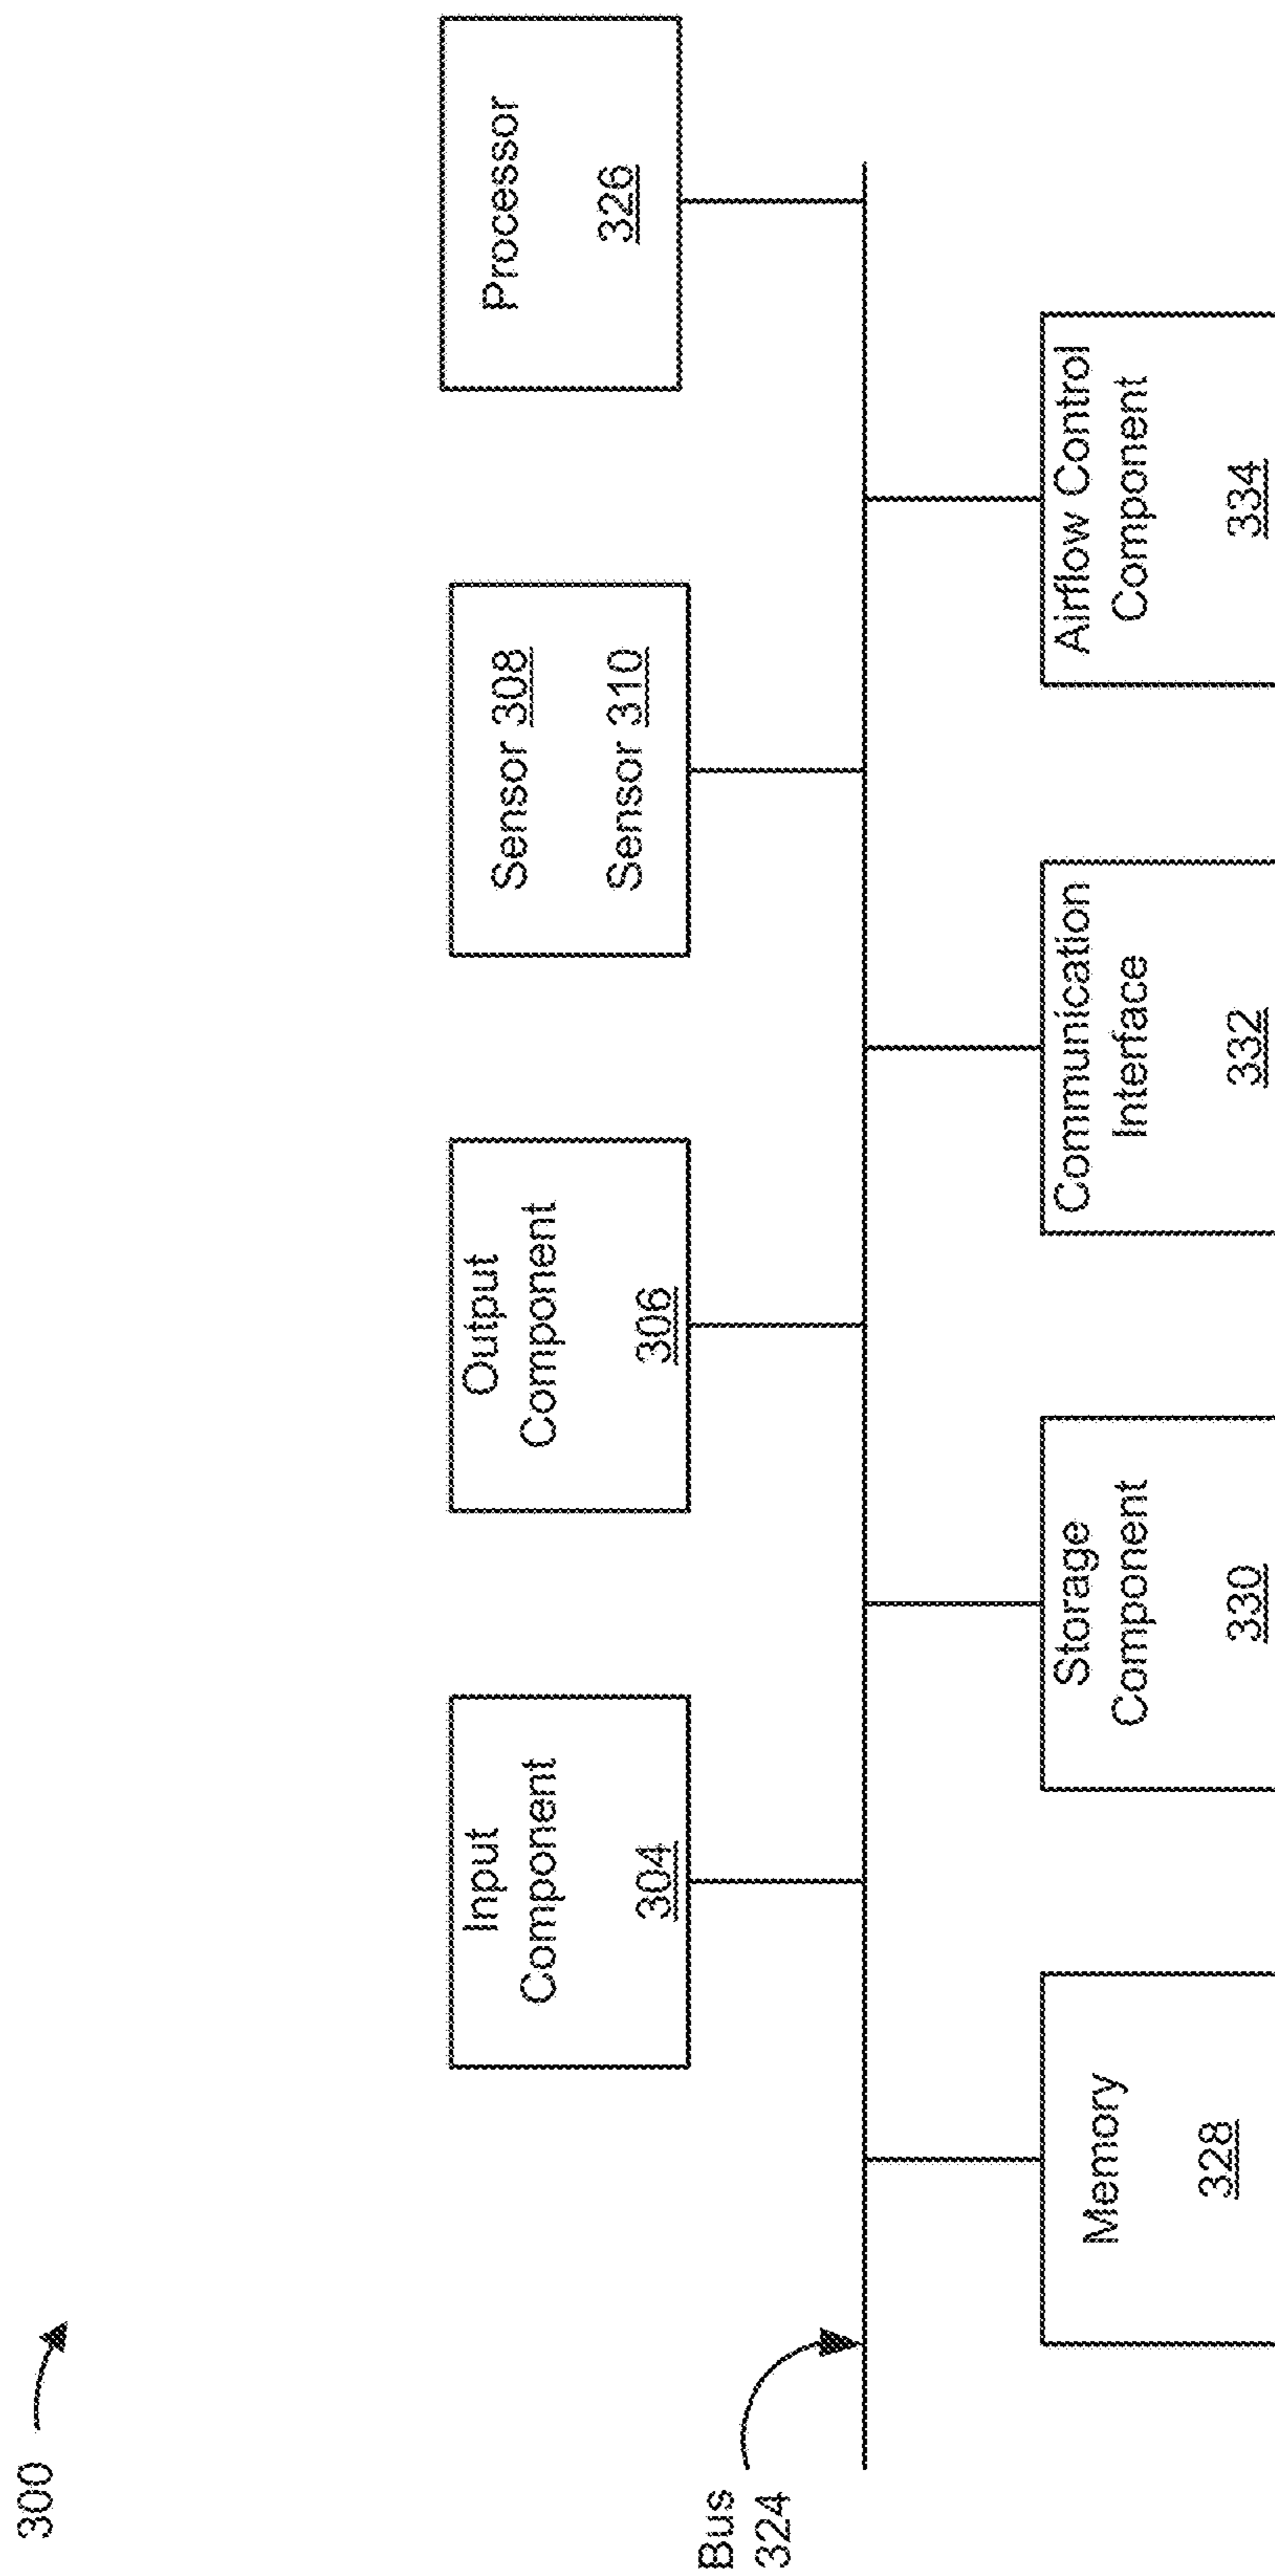 300
Input
Component
304
Output
Component
306
Sensor 308
Sensor 310
Processor
326
Bus
324
Memory
328
Storage
Component
330
Communication
Interface
332
Airflow Control
Component
334